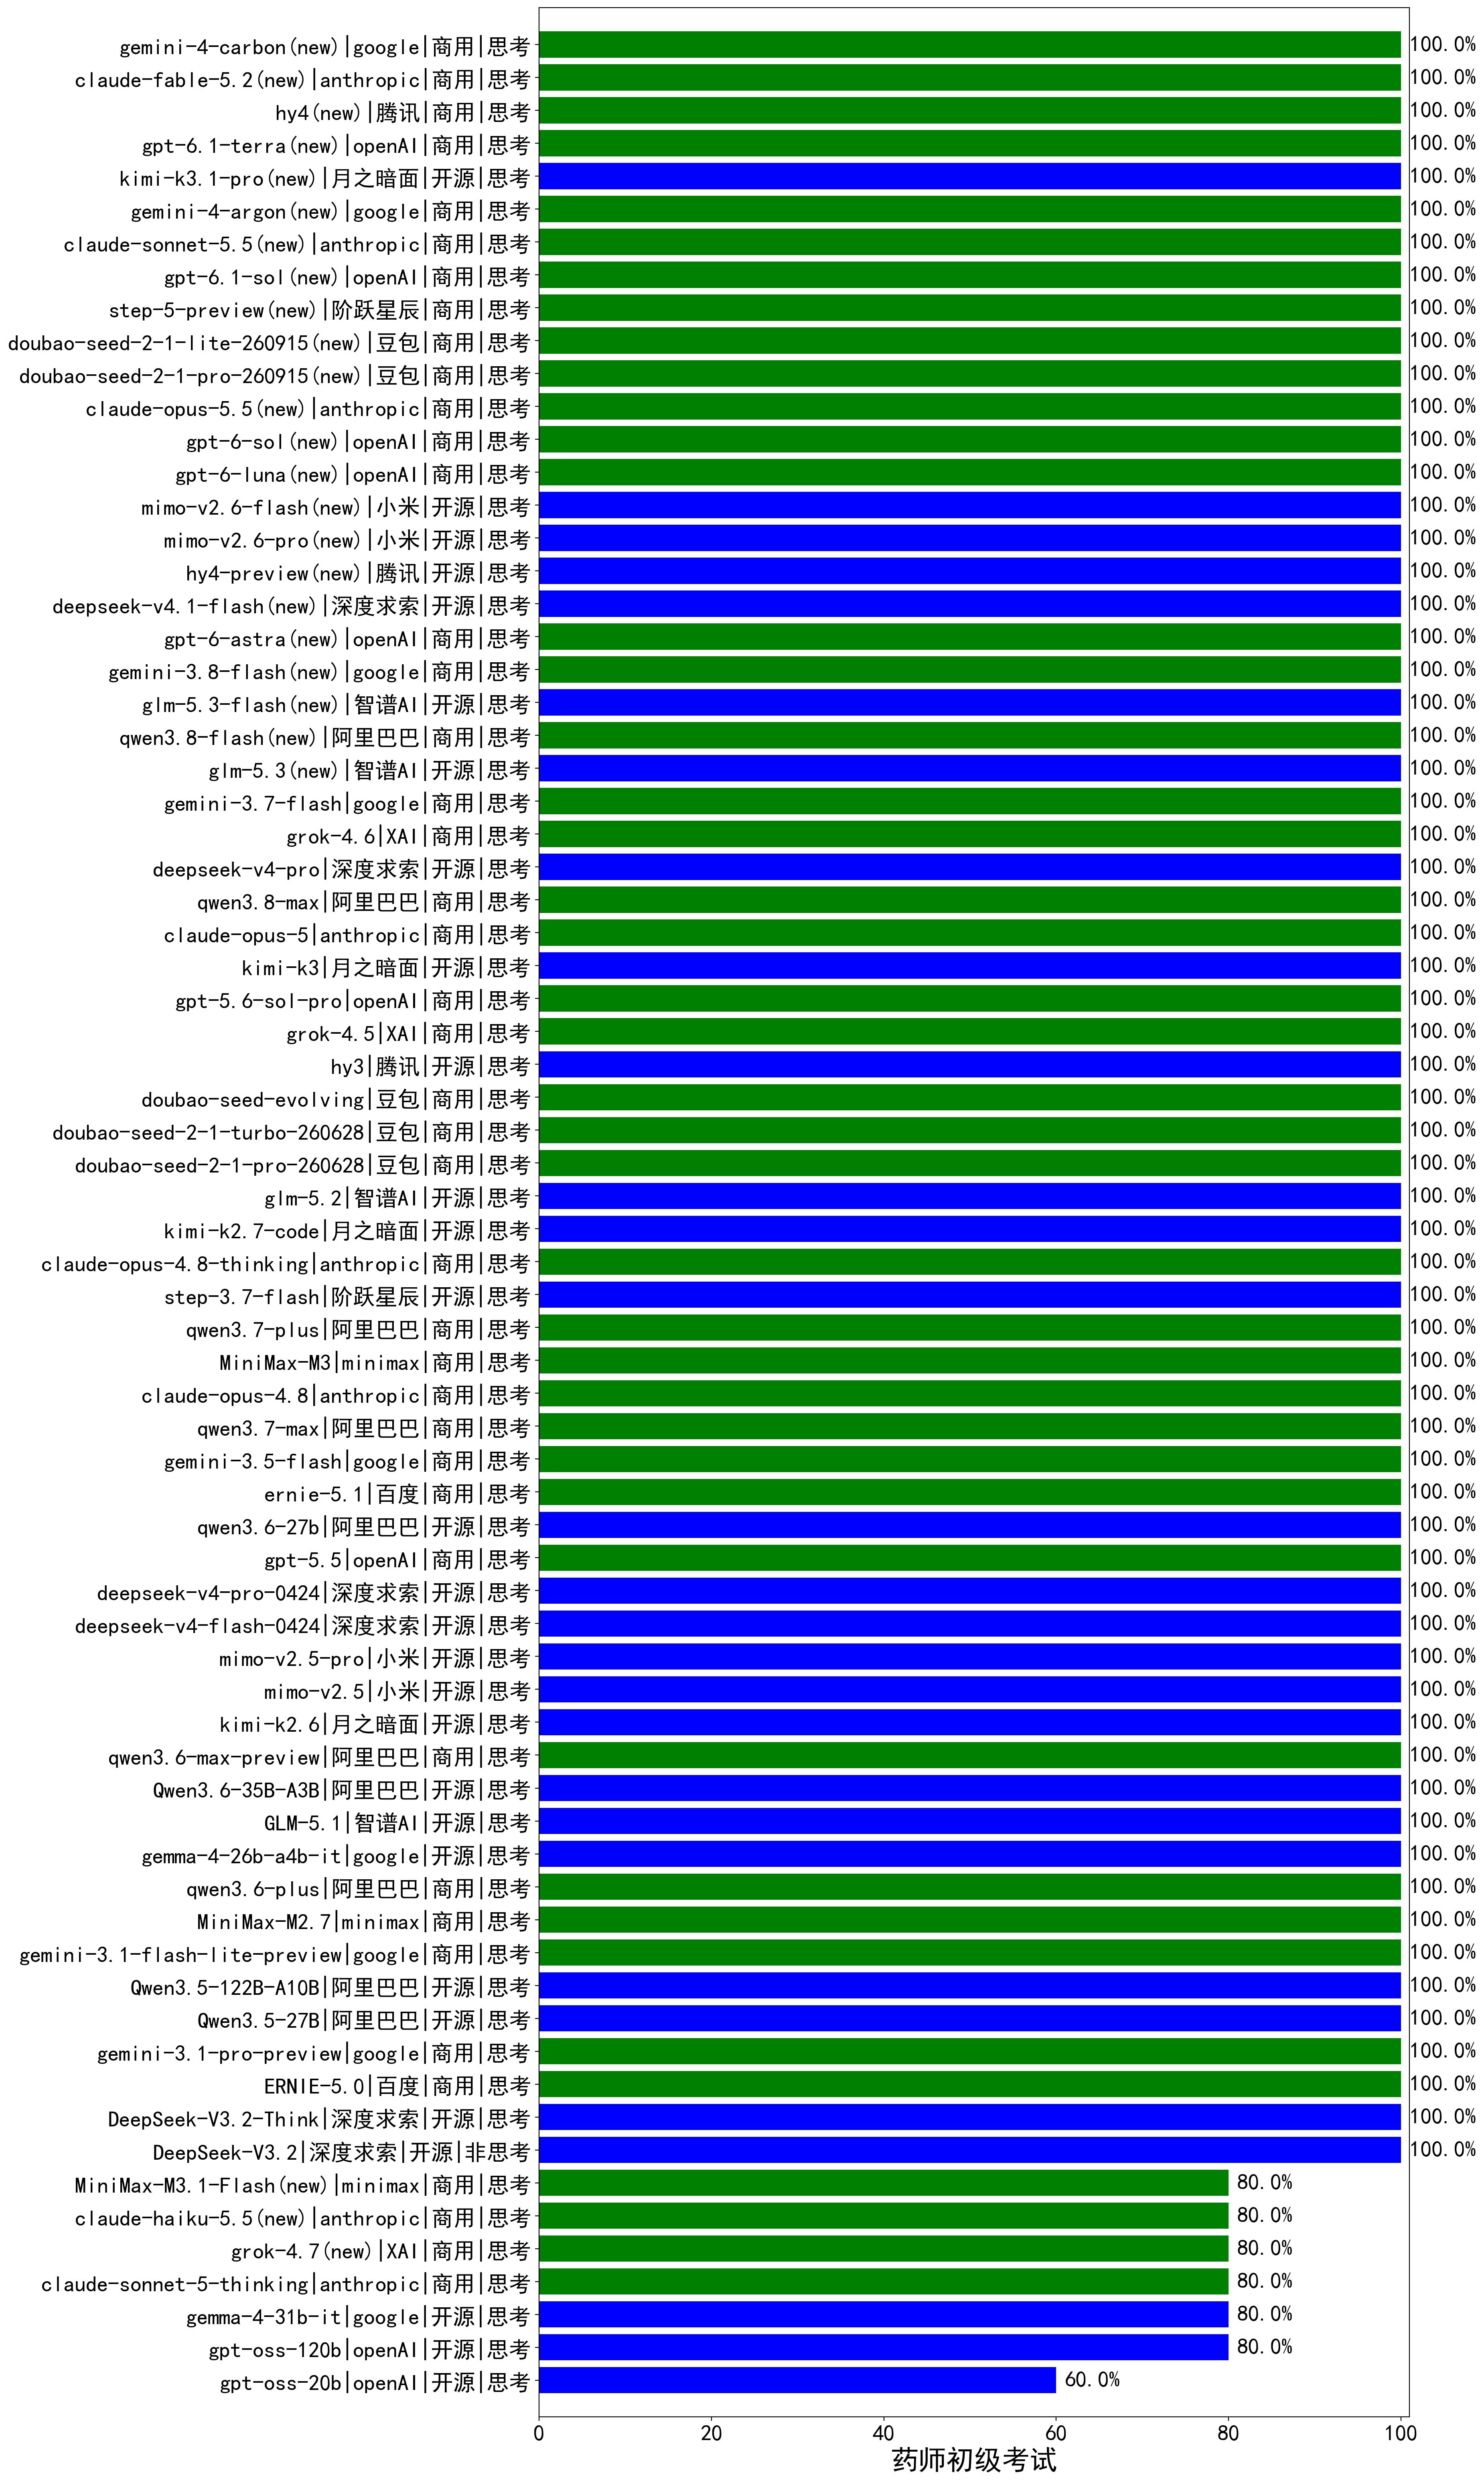 gemini-4-carbon(new)|google|商用|思考 100.0%
claude-fable-5.2(new)|anthropic|商用|思考 100.0%
hy4(new)|腾讯|商用|思考 100.0%
gpt-6.1-terra(new)|openAI|商用|思考 100.0%
kimi-k3.1-pro(new)|月之暗面|开源|思考 100.0%
gemini-4-argon(new)|google|商用|思考 100.0%
claude-sonnet-5.5(new)|anthropic|商用|思考 100.0%
gpt-6.1-sol(new)|openAI|商用|思考 100.0%
step-5-preview(new)|阶跃星辰|商用|思考 100.0%
doubao-seed-2-1-lite-260915(new)|豆包|商用|思考 100.0%
doubao-seed-2-1-pro-260915(new)|豆包|商用|思考 100.0%
claude-opus-5.5(new)|anthropic|商用|思考 100.0%
gpt-6-sol(new)|openAI|商用|思考 100.0%
gpt-6-luna(new)|openAI|商用|思考 100.0%
mimo-v2.6-flash(new)|小米|开源|思考 100.0%
mimo-v2.6-pro(new)|小米|开源|思考 100.0%
hy4-preview(new)|腾讯|开源|思考 100.0%
deepseek-v4.1-flash(new)|深度求索|开源|思考 100.0%
gpt-6-astra(new)|openAI|商用|思考 100.0%
gemini-3.8-flash(new)|google|商用|思考 100.0%
glm-5.3-flash(new)|智谱AI|开源|思考 100.0%
qwen3.8-flash(new)|阿里巴巴|商用|思考 100.0%
glm-5.3(new)|智谱AI|开源|思考 100.0%
gemini-3.7-flash|google|商用|思考 100.0%
grok-4.6|XAI|商用|思考 100.0%
deepseek-v4-pro|深度求索|开源|思考 100.0%
qwen3.8-max|阿里巴巴|商用|思考 100.0%
claude-opus-5|anthropic|商用|思考 100.0%
kimi-k3|月之暗面|开源|思考 100.0%
gpt-5.6-sol-pro|openAI|商用|思考 100.0%
grok-4.5|XAI|商用|思考 100.0%
hy3|腾讯|开源|思考 100.0%
doubao-seed-evolving|豆包|商用|思考 100.0%
doubao-seed-2-1-turbo-260628|豆包|商用|思考 100.0%
doubao-seed-2-1-pro-260628|豆包|商用|思考 100.0%
glm-5.2|智谱AI|开源|思考 100.0%
kimi-k2.7-code|月之暗面|开源|思考 100.0%
claude-opus-4.8-thinking|anthropic|商用|思考 100.0%
step-3.7-flash|阶跃星辰|开源|思考 100.0%
qwen3.7-plus|阿里巴巴|商用|思考 100.0%
MiniMax-M3|minimax|商用|思考 100.0%
claude-opus-4.8|anthropic|商用|思考 100.0%
qwen3.7-max|阿里巴巴|商用|思考 100.0%
gemini-3.5-flash|google|商用|思考 100.0%
ernie-5.1|百度|商用|思考 100.0%
qwen3.6-27b|阿里巴巴|开源|思考 100.0%
gpt-5.5|openAI|商用|思考 100.0%
deepseek-v4-pro-0424|深度求索|开源|思考 100.0%
deepseek-v4-flash-0424|深度求索|开源|思考 100.0%
mimo-v2.5-pro|小米|开源|思考 100.0%
mimo-v2.5|小米|开源|思考 100.0%
kimi-k2.6|月之暗面|开源|思考 100.0%
qwen3.6-max-preview|阿里巴巴|商用|思考 100.0%
Qwen3.6-35B-A3B|阿里巴巴|开源|思考 100.0%
GLM-5.1|智谱AI|开源|思考 100.0%
gemma-4-26b-a4b-it|google|开源|思考 100.0%
qwen3.6-plus|阿里巴巴|商用|思考 100.0%
MiniMax-M2.7|minimax|商用|思考 100.0%
gemini-3.1-flash-lite-preview|google|商用|思考 100.0%
Qwen3.5-122B-A10B|阿里巴巴|开源|思考 100.0%
Qwen3.5-27B|阿里巴巴|开源|思考 100.0%
gemini-3.1-pro-preview|google|商用|思考 100.0%
ERNIE-5.0|百度|商用|思考 100.0%
DeepSeek-V3.2-Think|深度求索|开源|思考 100.0%
DeepSeek-V3.2|深度求索|开源|非思考 100.0%
MiniMax-M3.1-Flash(new)|minimax|商用|思考 80.0%
claude-haiku-5.5(new)|anthropic|商用|思考 80.0%
grok-4.7(new)|XAI|商用|思考 80.0%
claude-sonnet-5-thinking|anthropic|商用|思考 80.0%
gemma-4-31b-it|google|开源|思考 80.0%
gpt-oss-120b|openAI|开源|思考 80.0%
gpt-oss-20b|openAI|开源|思考 60.0%
0 20 40 60 80 100
药师初级考试